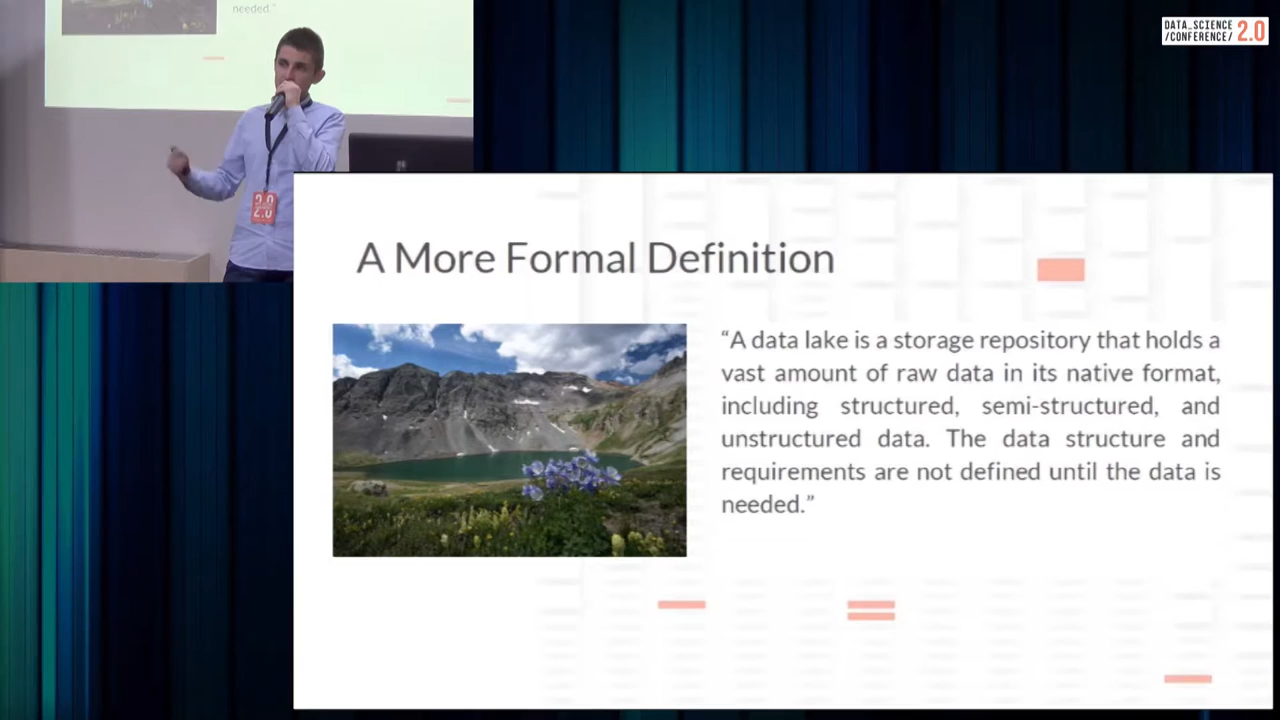 needed.”
DATA_SCIENCE
/CONFERENCE/ 2.0
2.0
A More Formal Definition
“A data lake is a storage repository that holds a
vast amount of raw data in its native format,
including structured, semi-structured, and
unstructured data. The data structure and
requirements are not defined until the data is
needed.”